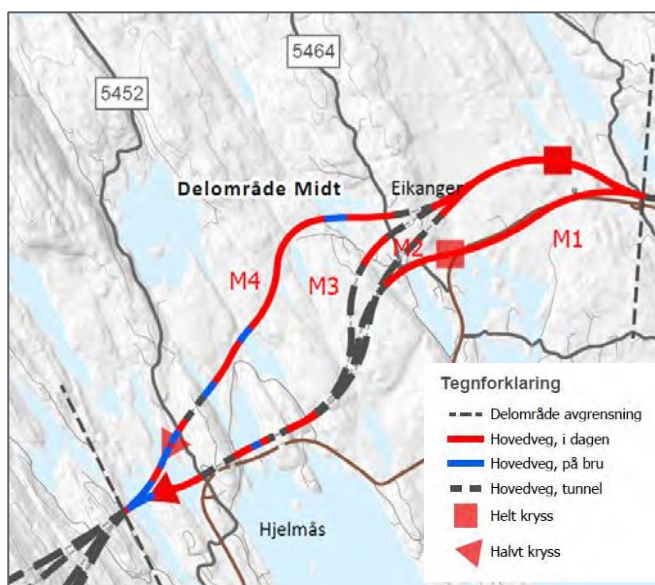 5464
5452
Delområde Midt
Eikanger
M2
M1
M4
M3
Hjelmås
Tegnforklaring
Delområde avgrensning
Hovedveg, i dagen
Hovedveg, på bru
Hovedveg, tunnel
Helt kryss
Halvt kryss